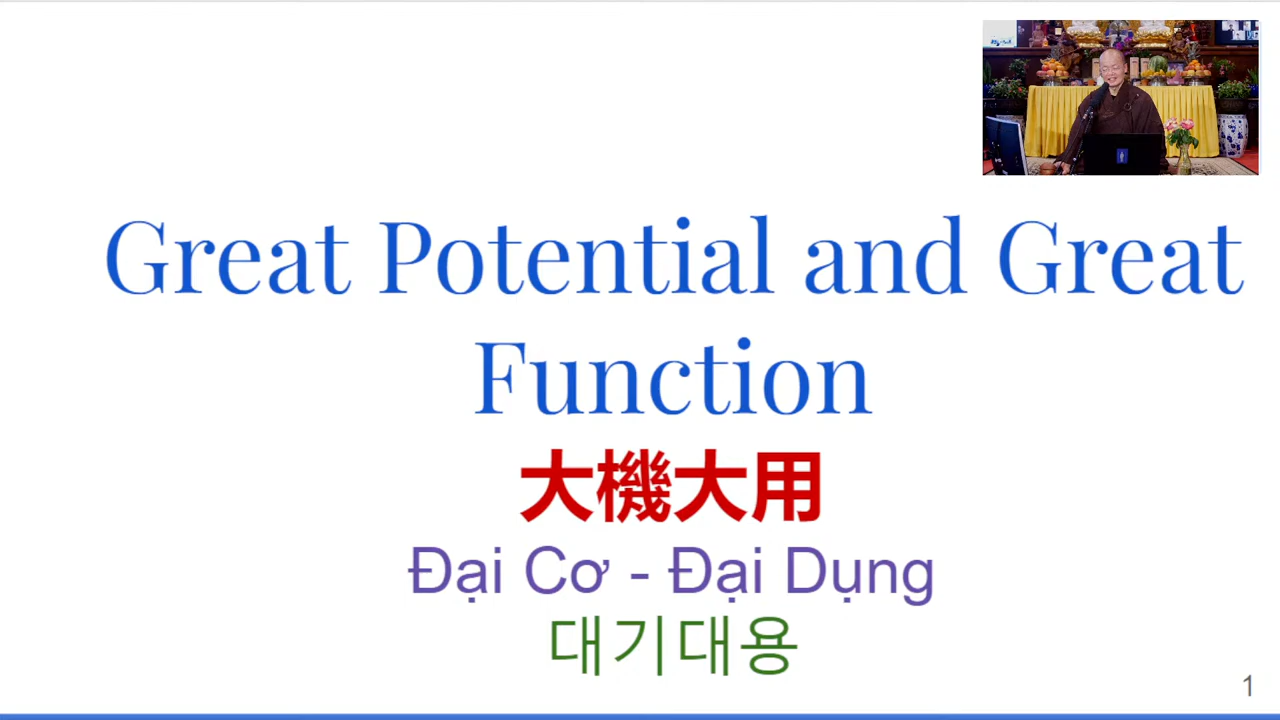 Great Potential and Great
Function
大機大用
Đại Cơ - Đại Dụng
대기대용
1